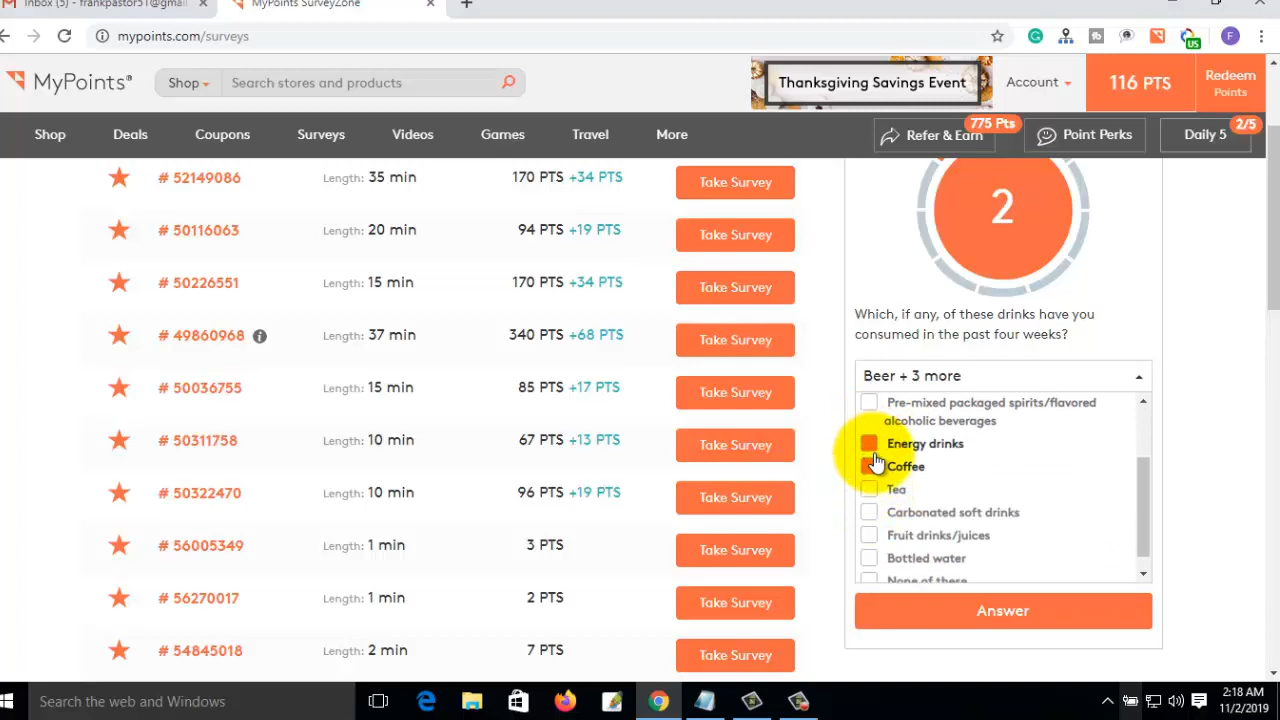 Inbox (5) - frankpastor51@gmail
MyPoints SurveyZone
mypoints.com/surveys
US
F
MyPoints®
Shop
Search stores and products
Thanksgiving Savings Event
Account
116 PTS
Redeem
Points
Shop
Deals
Coupons
Surveys
Videos
Games
Travel
More
Refer & Earn
775 Pts
Point Perks
Daily 5
2/5
# 52149086 Length: 35 min 170 PTS +34 PTS Take Survey
# 50116063 Length: 20 min 94 PTS +19 PTS Take Survey
# 50226551 Length: 15 min 170 PTS +34 PTS Take Survey
# 49860968 Length: 37 min 340 PTS +68 PTS Take Survey
# 50036755 Length: 15 min 85 PTS +17 PTS Take Survey
# 50311758 Length: 10 min 67 PTS +13 PTS Take Survey
# 50322470 Length: 10 min 96 PTS +19 PTS Take Survey
# 56005349 Length: 1 min 3 PTS Take Survey
# 56270017 Length: 1 min 2 PTS Take Survey
# 54845018 Length: 2 min 7 PTS Take Survey
2
Which, if any, of these drinks have you
consumed in the past four weeks?
Beer + 3 more
Pre-mixed packaged spirits/flavored
alcoholic beverages
Energy drinks
Coffee
Tea
Carbonated soft drinks
Fruit drinks/juices
Bottled water
None of these
Answer
Search the web and Windows
2:18 AM
11/2/2019